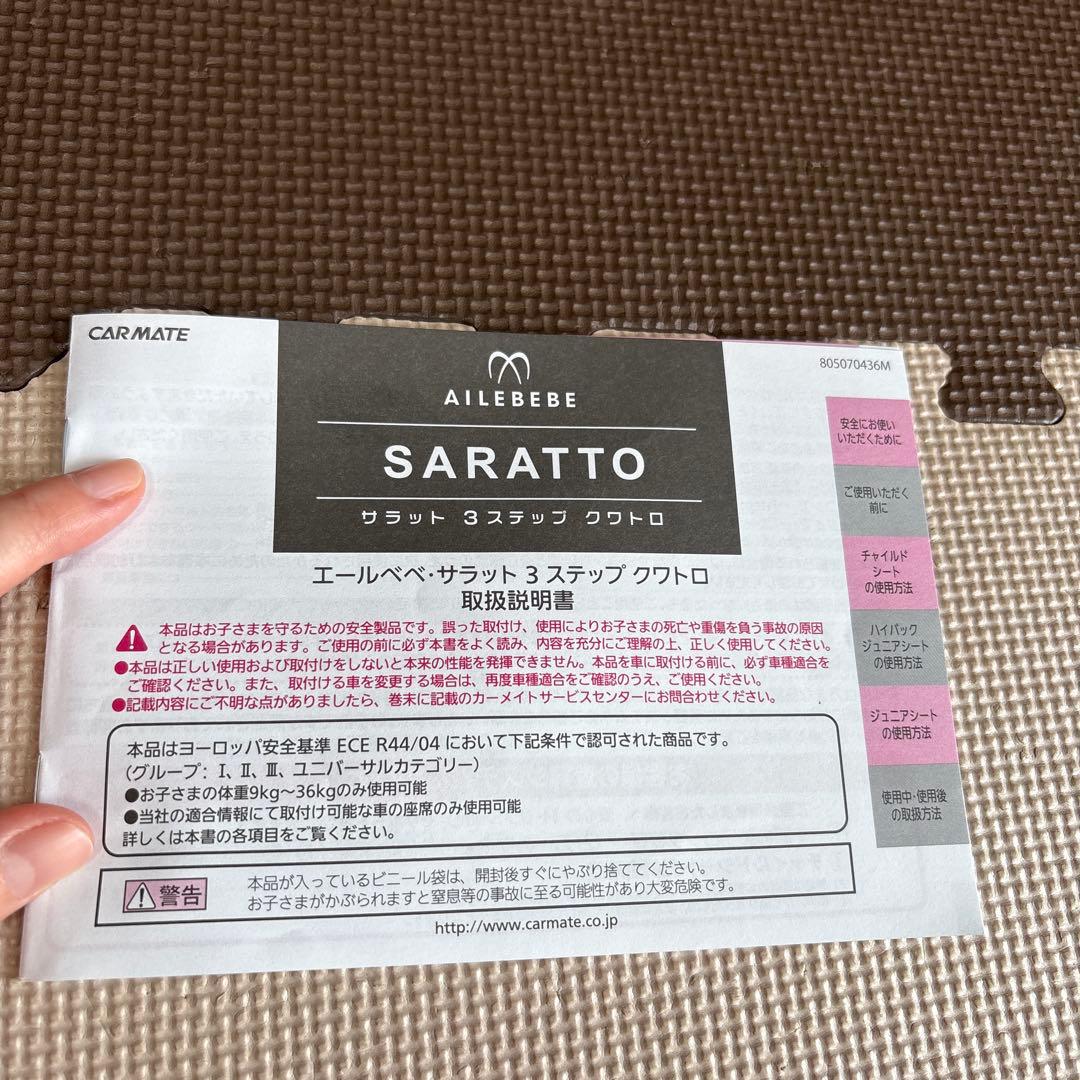 CARMATE
805070436M
AILEBEBE
SARATTO
サラット 3ステップ クワトロ
エールベベ・サラット 3 ステップ クワトロ
取扱説明書
本品はお子さまを守るための安全製品です。誤った取付け、使用によりお子さまの死亡や重傷を負う事故の原因
となる場合があります。ご使用の前に必ず本書をよく読み、内容を充分にご理解の上、正しく使用してください。
●本品は正しい使用および取付けをしないと本来の性能を発揮できません。本品を車に取付ける前に、必ず車種適合を
ご確認ください。また、取付ける車を変更する場合は、再度車種適合をご確認のうえ、ご使用ください。
●記載内容にご不明な点がありましたら、巻末に記載のカーメイトサービスセンターにお問合わせください。
本品はヨーロッパ安全基準 ECE R44/04 において下記条件で認可された商品です。
(グループ: Ⅰ、Ⅱ、Ⅲ、ユニバーサルカテゴリー)
●お子さまの体重9kg～36kgのみ使用可能
●当社の適合情報にて取付け可能な車の座席のみ使用可能
詳しくは本書の各項目をご覧ください。
警告
本品が入っているビニール袋は、開封後すぐにやぶり捨ててください。
お子さまがかぶられますと窒息等の事故に至る可能性があり大変危険です。
http://www.carmate.co.jp
安全にお使い
いただくために
ご使用いただく
前に
チャイルド
シート
の使用方法
ハイバック
ジュニアシート
の使用方法
ジュニアシート
の使用方法
使用中・使用後
の取扱方法